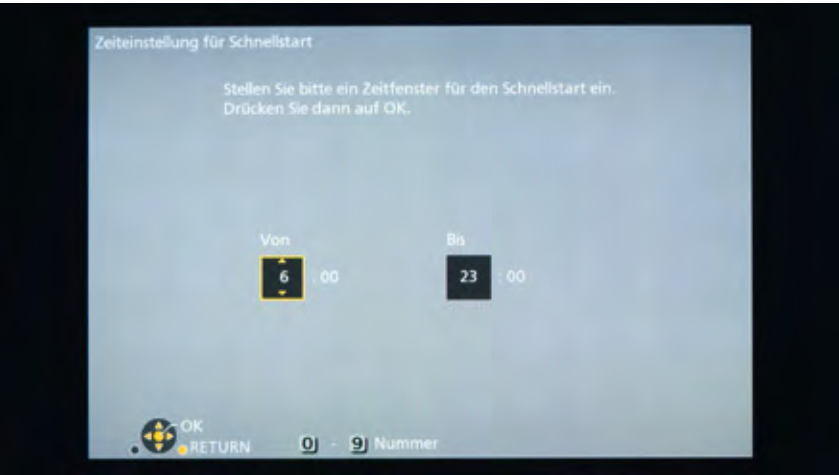 Zeiteinstellung für Schnellstart
Stellen Sie bitte ein Zeitfenster für den Schnellstart ein.
Drücken Sie dann auf OK.
Von Bis
6 : 00 23 : 00
OK
RETURN 0 - 9 Nummer